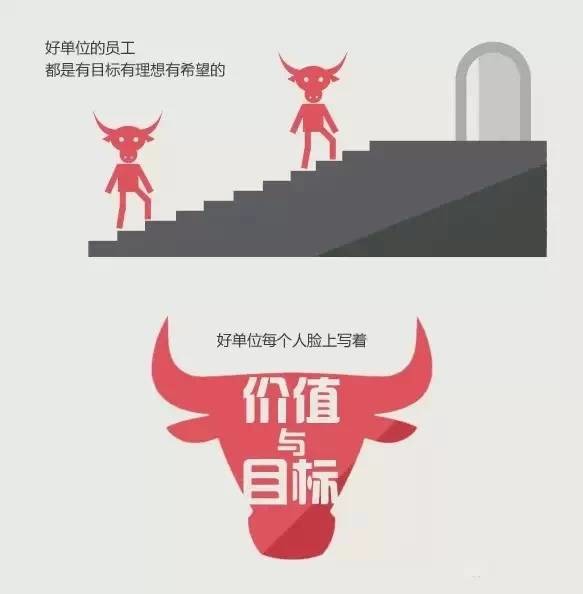 好单位的员工
都是有目标有理想有希望的
好单位每个人脸上写着
价值
与
目标